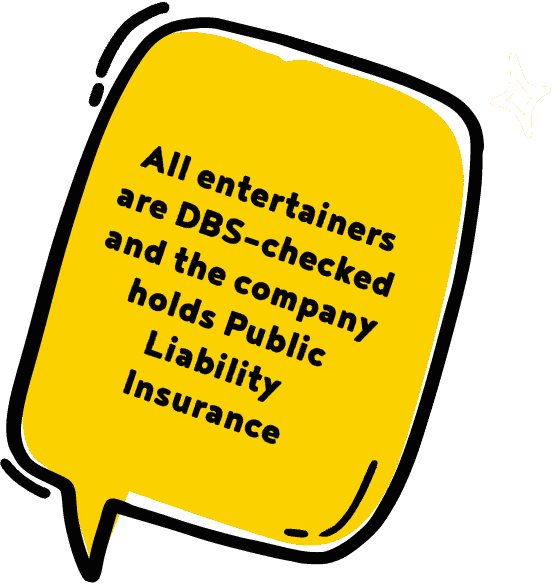 All entertainers
are DBS-checked
and the company
holds Public
Liability
Insurance